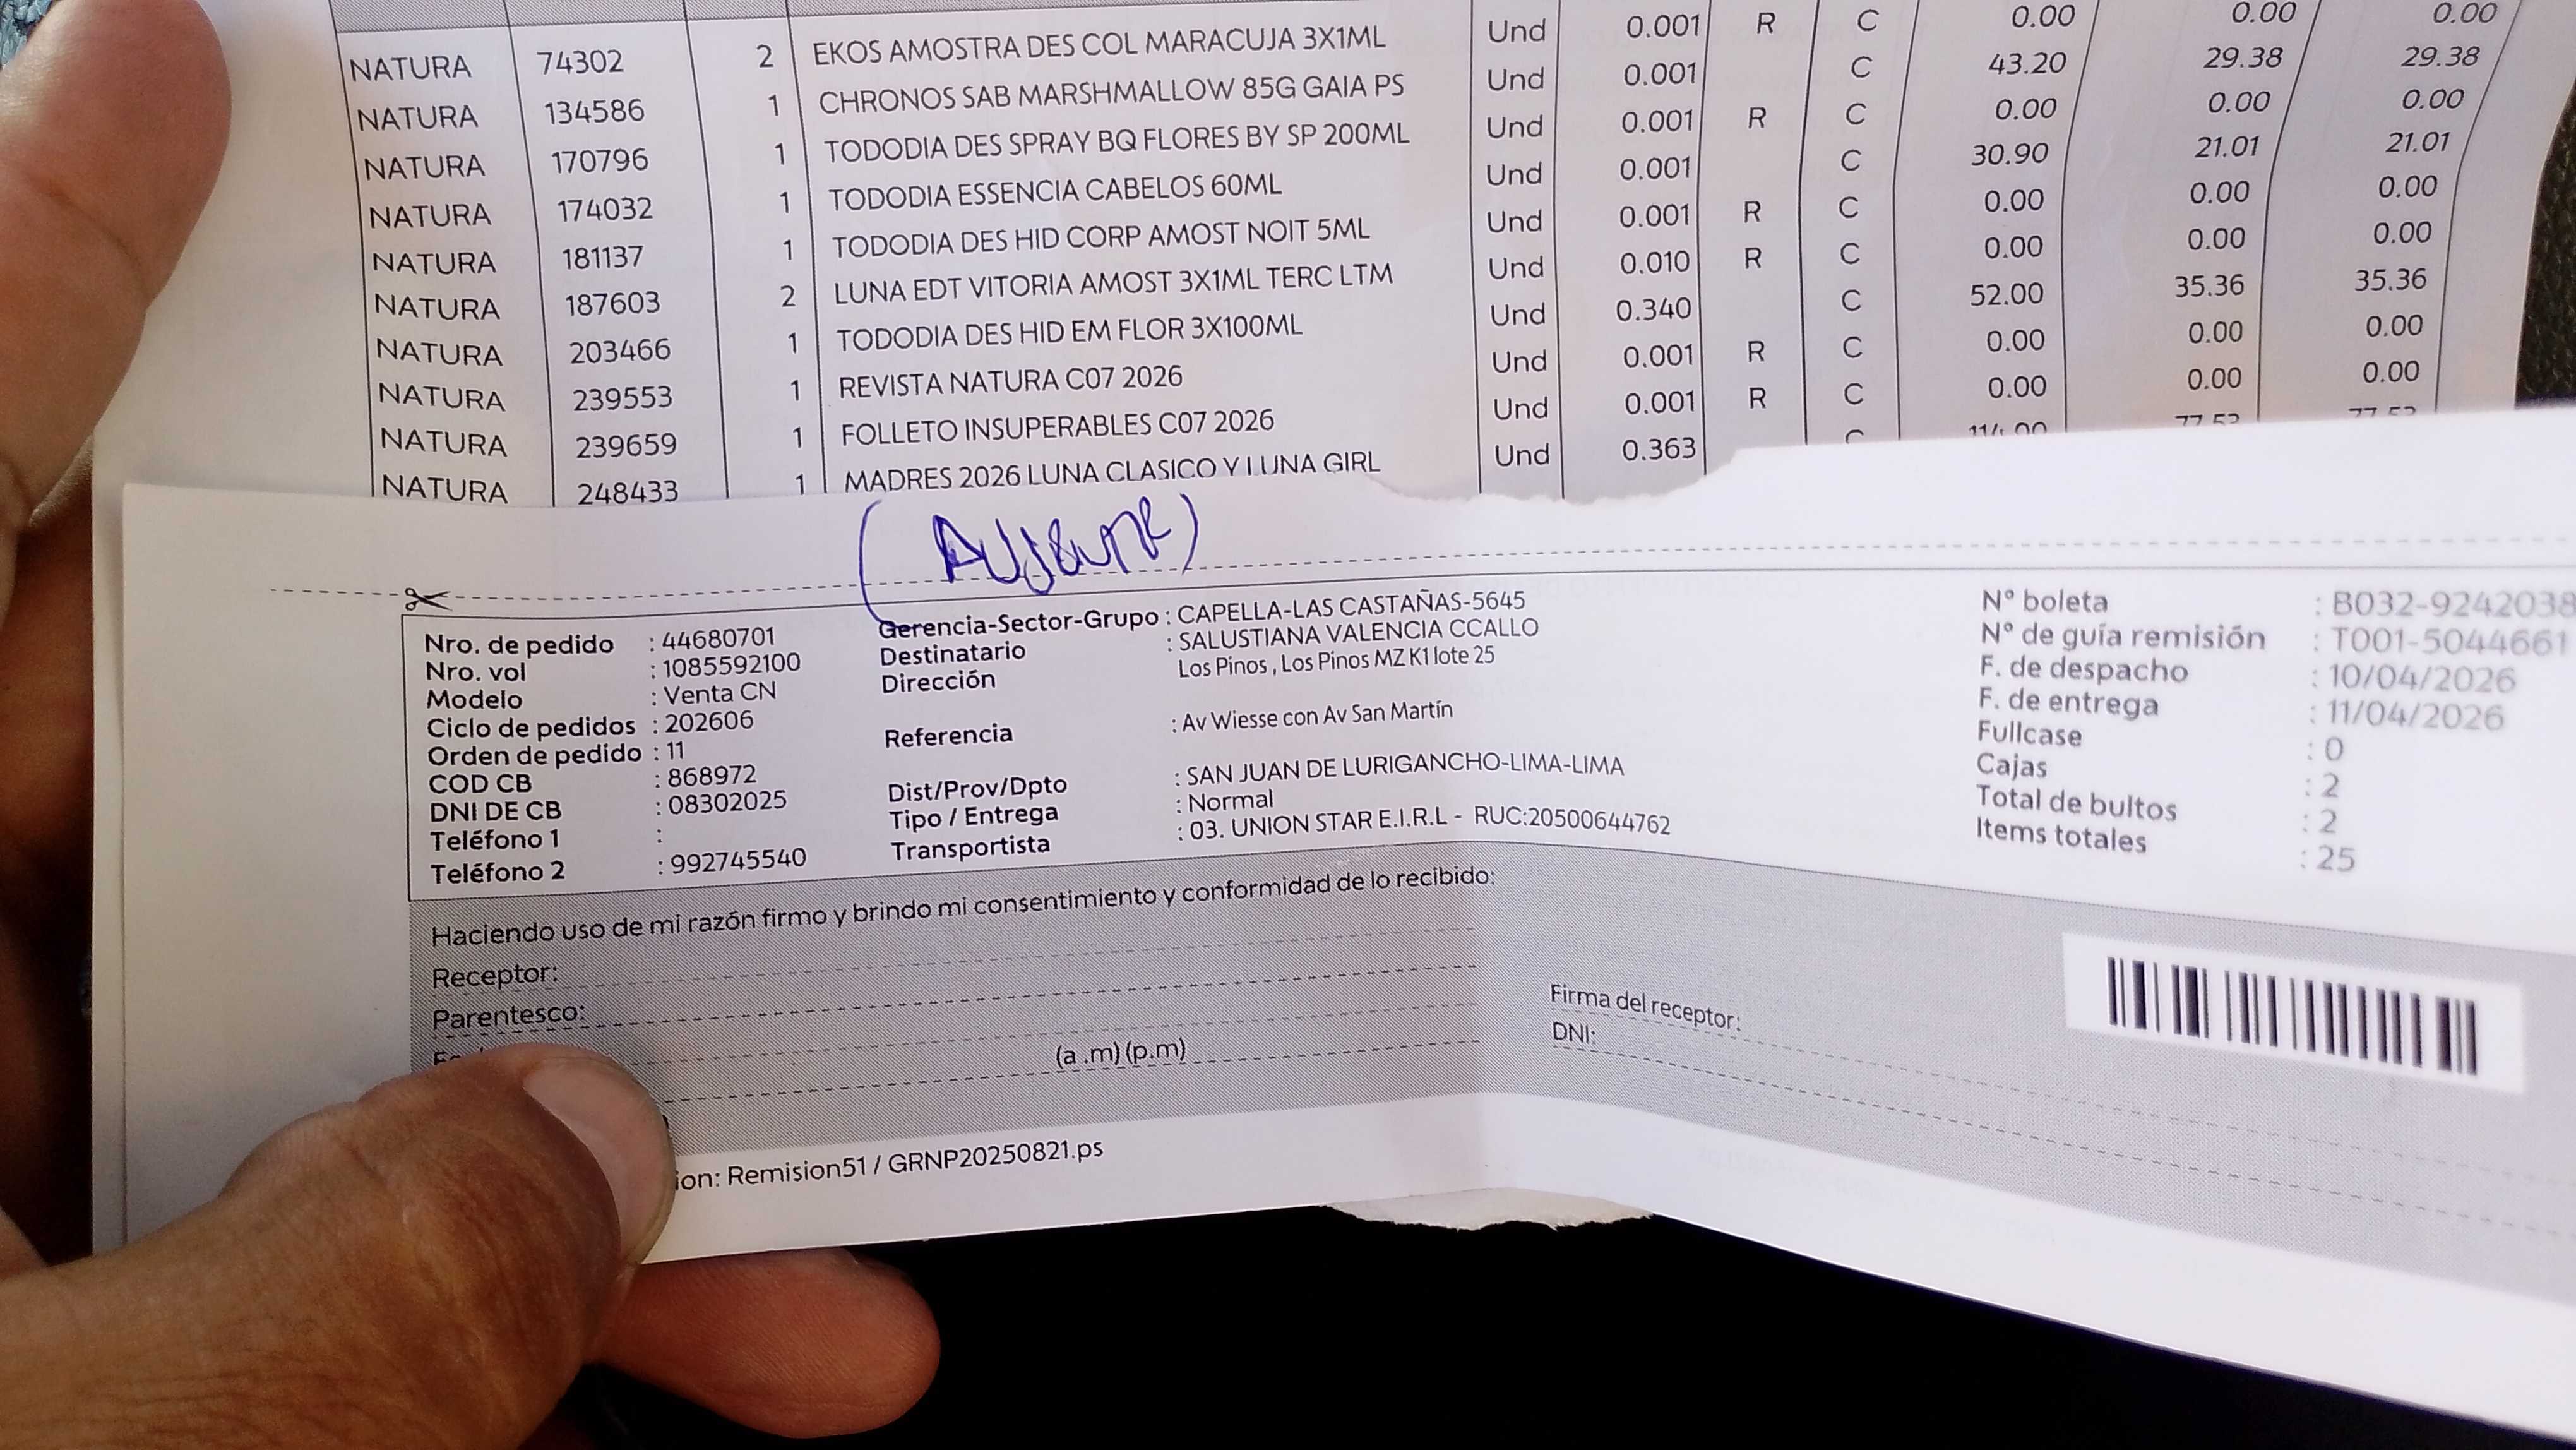 NATURA 74302 2 EKOS AMOSTRA DES COL MARACUJA 3X1ML Und 0.001 R C 0.00 0.00 0.00
NATURA 134586 1 CHRONOS SAB MARSHMALLOW 85G GAIA PS Und 0.001 C 43.20 29.38 29.38
NATURA 170796 1 TODODIA DES SPRAY BQ FLORES BY SP 200ML Und 0.001 R C 0.00 0.00 0.00
NATURA 174032 1 TODODIA ESSENCIA CABELOS 60ML Und 0.001 C 30.90 21.01 21.01
NATURA 181137 1 TODODIA DES HID CORP AMOST NOIT 5ML Und 0.001 R C 0.00 0.00 0.00
NATURA 187603 2 LUNA EDT VITORIA AMOST 3X1ML TERC LTM Und 0.010 R C 0.00 0.00 0.00
NATURA 203466 1 TODODIA DES HID EM FLOR 3X100ML Und 0.340 C 52.00 35.36 35.36
NATURA 239553 1 REVISTA NATURA C07 2026 Und 0.001 R C 0.00 0.00 0.00
NATURA 239659 1 FOLLETO INSUPERABLES C07 2026 Und 0.001 R C 0.00 0.00 0.00
NATURA 248433 1 MADRES 2026 LUNA CLASICO Y LUNA GIRL Und 0.363 C 114.00 77.52 77.52
Nro. de pedido : 44680701
Nro. vol : 1085592100
Modelo : Venta CN
Ciclo de pedidos : 202606
Orden de pedido : 11
COD CB : 868972
DNI DE CB : 08302025
Teléfono 1 :
Teléfono 2 : 992745540
Gerencia-Sector-Grupo : CAPELLA-LAS CASTAÑAS-5645
Destinatario : SALUSTIANA VALENCIA CCALLO
Dirección Los Pinos , Los Pinos MZ K1 lote 25
Referencia : Av Wiesse con Av San Martín
Dist/Prov/Dpto : SAN JUAN DE LURIGANCHO-LIMA-LIMA
Tipo / Entrega : Normal
Transportista : 03. UNION STAR E.I.R.L - RUC:20500644762
N° boleta : B032-9242038
N° de guía remisión : T001-5044661
F. de despacho : 10/04/2026
F. de entrega : 11/04/2026
Fullcase : 0
Cajas : 2
Total de bultos : 2
Items totales : 25
Haciendo uso de mi razón firmo y brindo mi consentimiento y conformidad de lo recibido:
Receptor:
Parentesco:
(a .m) (p.m)
Firma del receptor:
DNI:
ion: Remision51 / GRNP20250821.ps